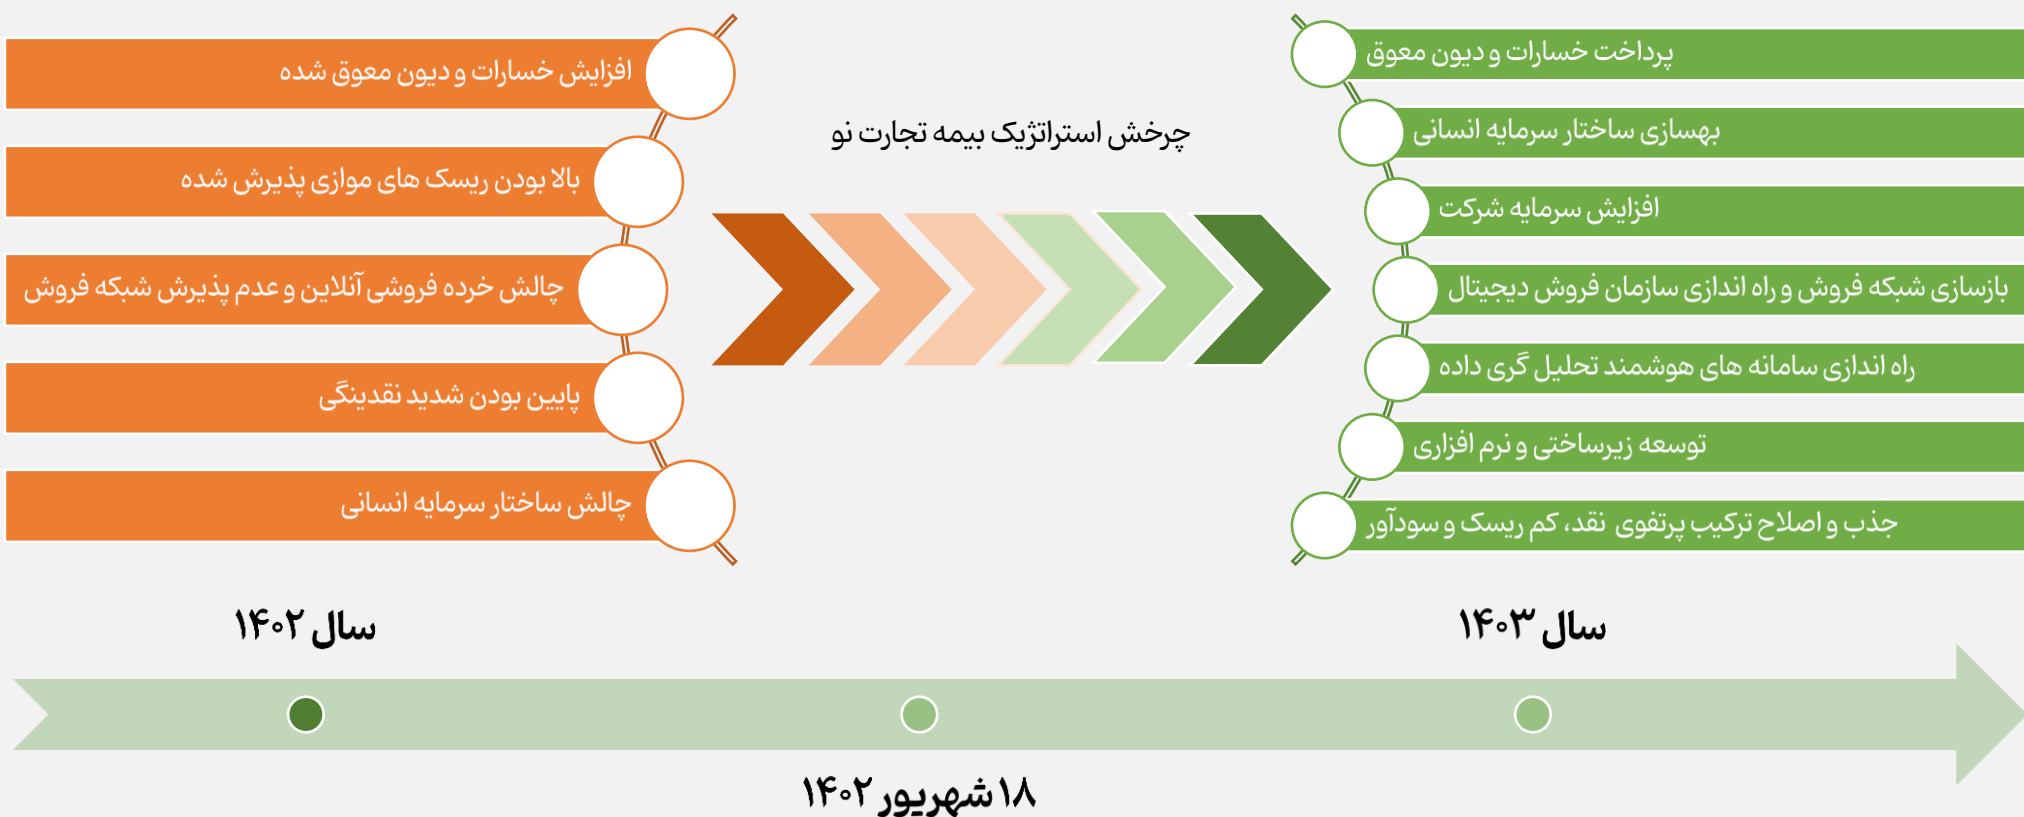 افزایش خسارات و دیون معوق شده
بالا بودن ریسک های موازی پذیرش شده
چالش خرده فروشی آنلاین و عدم پذیرش شبکه فروش
پایین بودن شدید نقدینگی
چالش ساختار سرمایه انسانی
چرخش استراتژیک بیمه تجارت نو
پرداخت خسارات و دیون معوق
بهسازی ساختار سرمایه انسانی
افزایش سرمایه شرکت
بازسازی شبکه فروش و راه اندازی سازمان فروش دیجیتال
راه اندازی سامانه های هوشمند تحلیل گری داده
توسعه زیرساختی و نرم افزاری
جذب و اصلاح ترکیب پرتفوی نقد، کم ریسک و سودآور
سال ۱۴۰۲
سال ۱۴۰۳
۱۸ شهریور ۱۴۰۲